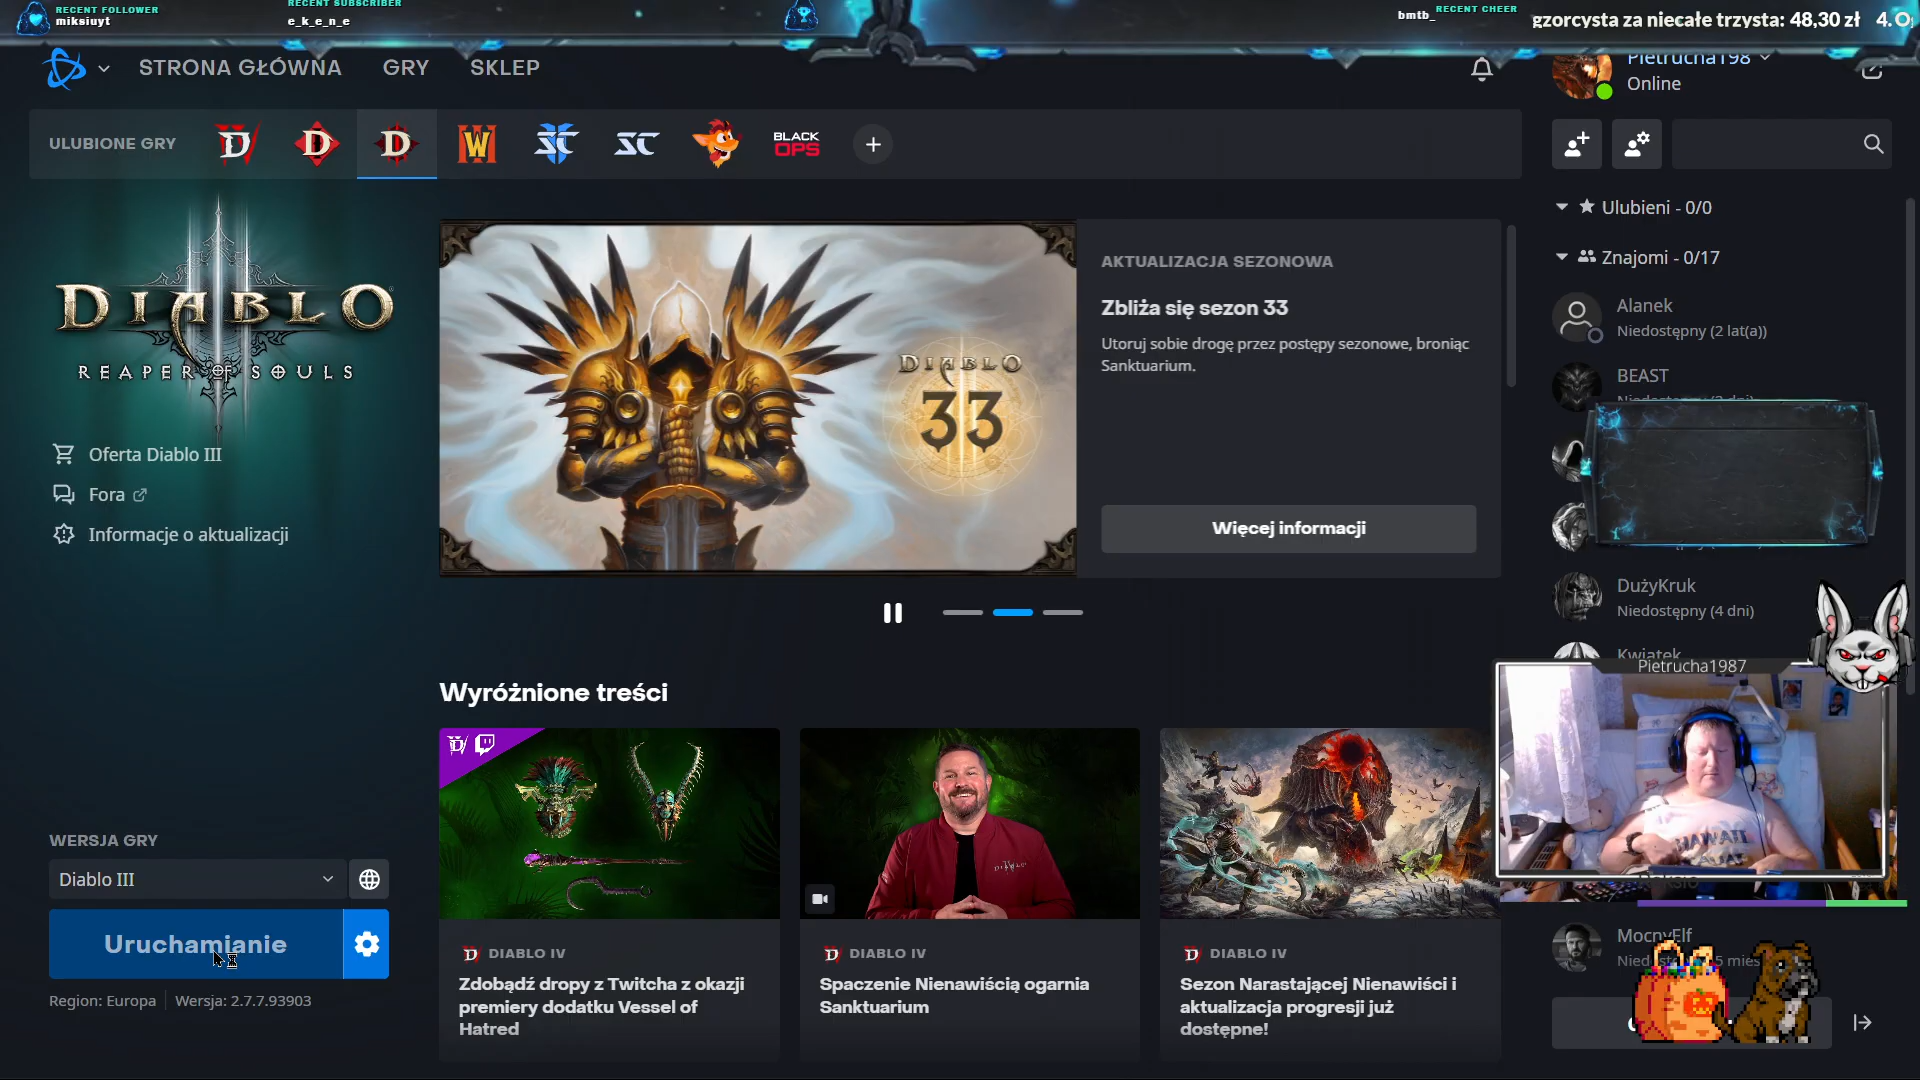 RECENT FOLLOWER
miksiuyt
RECENT SUBSCRIBER
e_k_e_n_e
bmtb_
RECENT CHEER
gzorcysta za niecałe trzysta: 48,30 zł
STRONA GŁÓWNA
GRY
SKLEP
Pietrucha198
Online
ULUBIONE GRY
BLACK
OPS
DIABLO
REAPER OF SOULS
Oferta Diablo III
Fora
Informacje o aktualizacji
DIABLO
33
AKTUALIZACJA SEZONOWA
Zbliża się sezon 33
Utoruj sobie drogę przez postępy sezonowe, broniąc
Sanktuarium.
Więcej informacji
Ulubieni - 0/0
Znajomi - 0/17
Alanek
Niedostępny (2 lat(a))
BEAST
DużyKruk
Niedostępny (4 dni)
Kwiatek
Pietrucha1987
Wyróżnione treści
DIABLO IV
Zdobądź dropy z Twitcha z okazji
premiery dodatku Vessel of
Hatred
DIABLO IV
Spaczenie Nienawiścią ogarnia
Sanktuarium
DIABLO IV
Sezon Narastającej Nienawiści i
aktualizacja progresji już
dostępne!
HAWAII
MocnyElf
WERSJA GRY
Diablo III
Uruchamianie
Region: Europa
Wersja: 2.7.7.93903